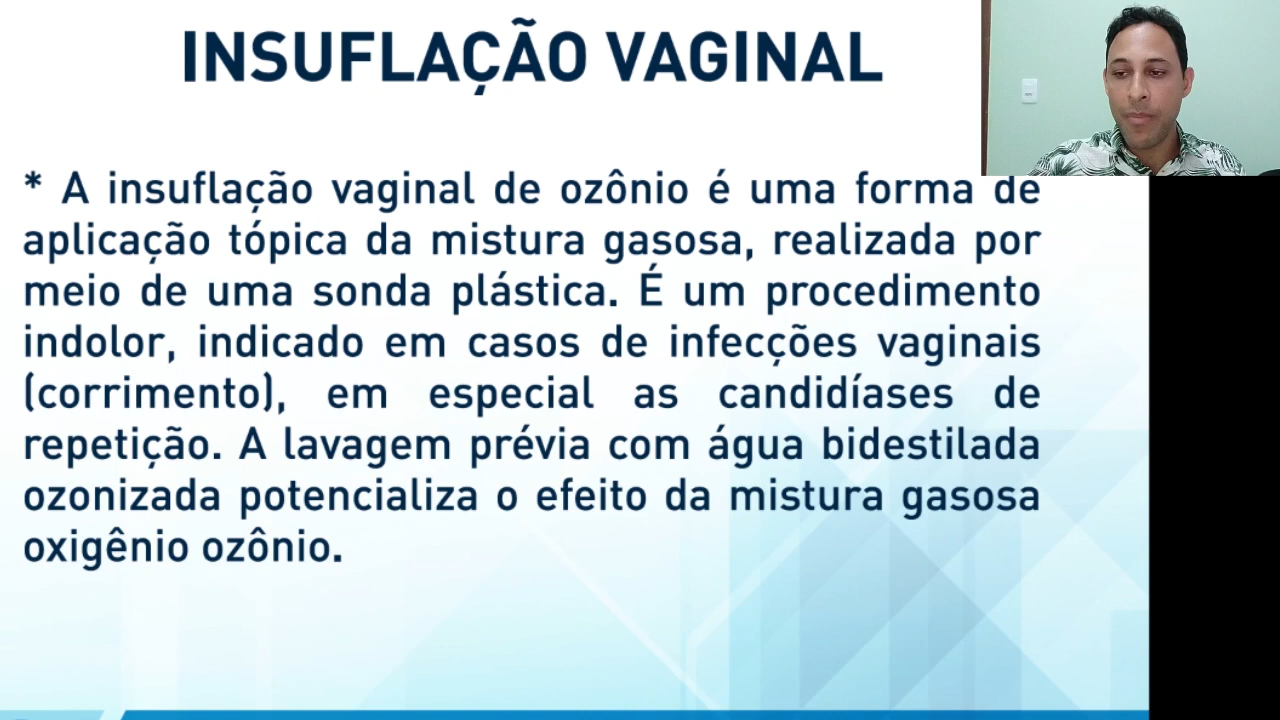 INSUFLAÇÃO VAGINAL
* A insuflação vaginal de ozônio é uma forma de
aplicação tópica da mistura gasosa, realizada por
meio de uma sonda plástica. É um procedimento
indolor, indicado em casos de infecções vaginais
(corrimento), em especial as candidíases de
repetição. A lavagem prévia com água bidestilada
ozonizada potencializa o efeito da mistura gasosa
oxigênio ozônio.